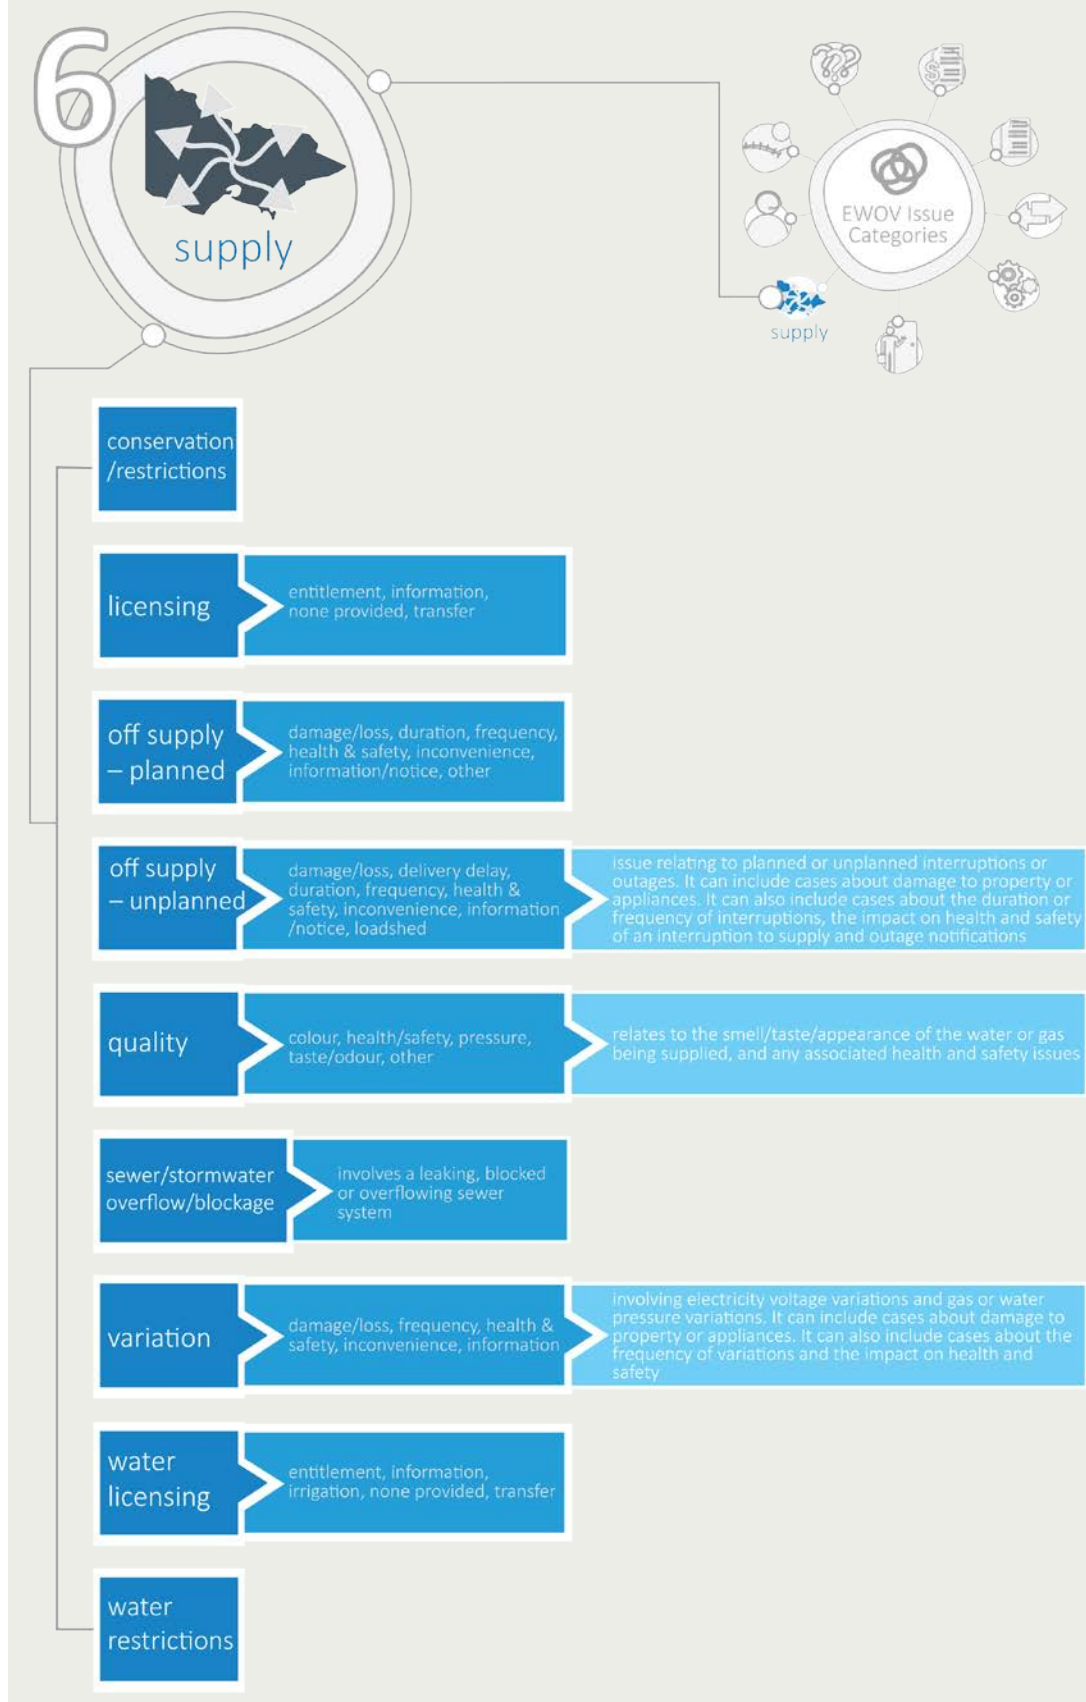 6
supply
EWOV Issue
Categories
supply
conservation
/restrictions
licensing
entitlement, information,
none provided, transfer
off supply
– planned
damage/loss, duration, frequency,
health & safety, inconvenience,
information/notice, other
off supply
– unplanned
damage/loss, delivery delay,
duration, frequency, health &
safety, inconvenience, information
/notice, loadshed
issue relating to planned or unplanned interruptions or
outages. It can include cases about damage to property or
appliances. It can also include cases about the duration or
frequency of interruptions, the impact on health and safety
of an interruption to supply and outage notifications
quality
colour, health/safety, pressure,
taste/odour, other
relates to the smell/taste/appearance of the water or gas
being supplied, and any associated health and safety issues
sewer/stormwater
overflow/blockage
involves a leaking, blocked
or overflowing sewer
system
variation
damage/loss, frequency, health &
safety, inconvenience, information
involving electricity voltage variations and gas or water
pressure variations. It can include cases about damage to
property or appliances. It can also include cases about the
frequency of variations and the impact on health and
safety
water
licensing
entitlement, information,
irrigation, none provided, transfer
water
restrictions